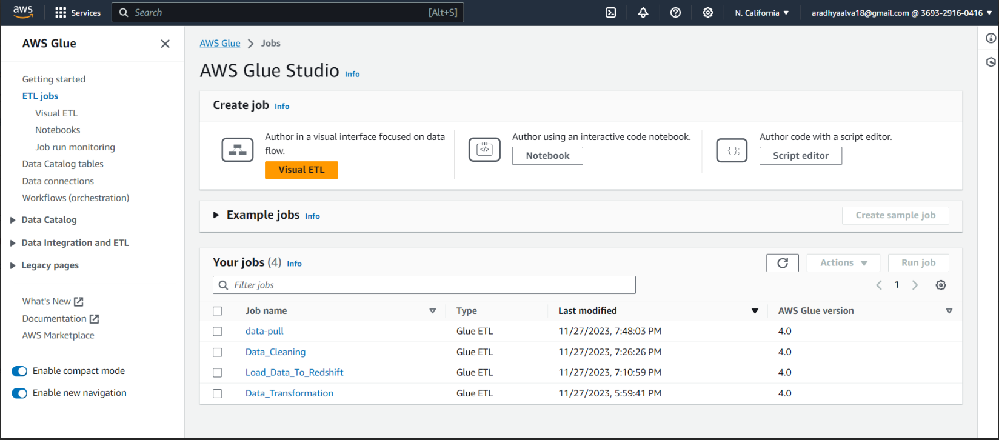 aws
Services
Search
[Alt+S]
N. California
aradhyaalva18@gmail.com @ 3693-2916-0416
AWS Glue
Getting started
ETL jobs
Visual ETL
Notebooks
Job run monitoring
Data Catalog tables
Data connections
Workflows (orchestration)
Data Catalog
Data Integration and ETL
Legacy pages
What's New
Documentation
AWS Marketplace
Enable compact mode
Enable new navigation
AWS Glue > Jobs
AWS Glue Studio Info
Create job Info
Author in a visual interface focused on data
flow.
Visual ETL
Author using an interactive code notebook.
Notebook
Author code with a script editor.
Script editor
Example jobs Info
Create sample job
Your jobs (4) Info
Actions
Run job
Filter jobs
1
Job name Type Last modified AWS Glue version
data-pull Glue ETL 11/27/2023, 7:48:03 PM 4.0
Data_Cleaning Glue ETL 11/27/2023, 7:26:26 PM 4.0
Load_Data_To_Redshift Glue ETL 11/27/2023, 7:10:59 PM 4.0
Data_Transformation Glue ETL 11/27/2023, 5:59:41 PM 4.0